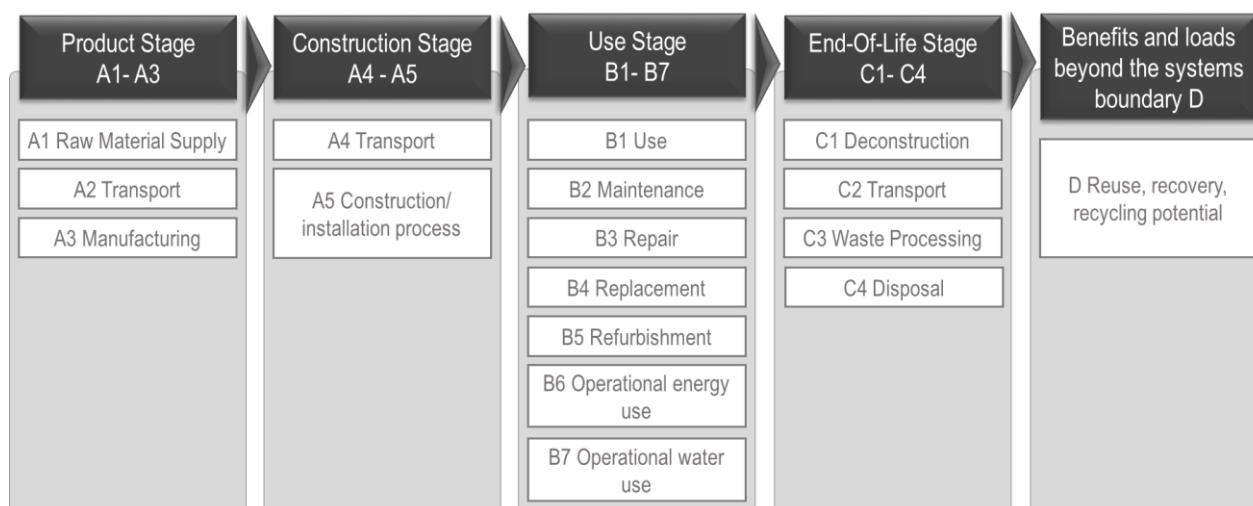 Product Stage
A1- A3
Construction Stage
A4 - A5
Use Stage
B1- B7
End-Of-Life Stage
C1- C4
Benefits and loads
beyond the systems
boundary D
A1 Raw Material Supply
A2 Transport
A3 Manufacturing
A4 Transport
A5 Construction/
installation process
B1 Use
B2 Maintenance
B3 Repair
B4 Replacement
B5 Refurbishment
B6 Operational energy
use
B7 Operational water
use
C1 Deconstruction
C2 Transport
C3 Waste Processing
C4 Disposal
D Reuse, recovery,
recycling potential